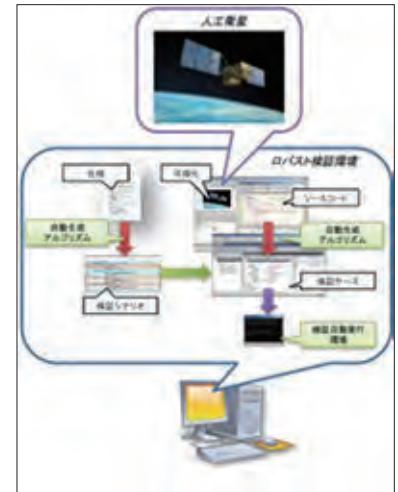 人工衛星
ロバスト検証環境
仕様
可視化
ソースコード
自動生成
アルゴリズム
自動生成
アルゴリズム
検証シナリオ
検証ケース
検証自動実行
環境